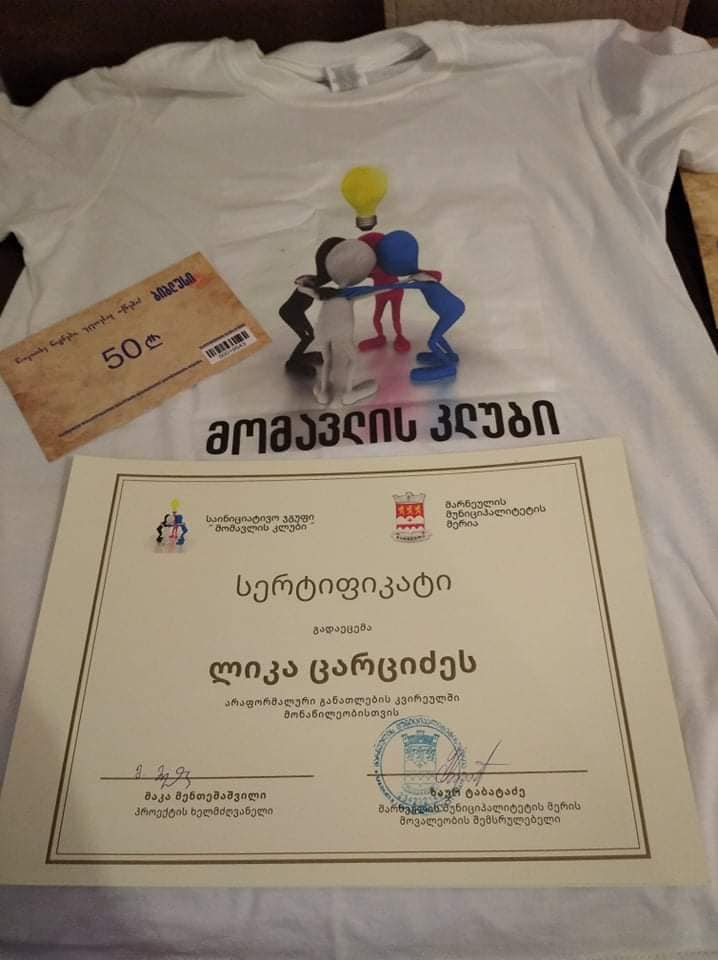 ბიბლუსი
50 ₾
მომავლის კლუბი
საინიციატივო ჯგუფი
" მომავლის კლუბი "
მარნეულის
მუნიციპალიტეტის
მერია
სერტიფიკატი
გადაეცემა
ლიკა ცარციძეს
არაფორმალური განათლების კვირეულში
მონაწილეობისთვის
მაკა მენთეშაშვილი
პროექტის ხელმძღვანელი
ზაურ ტაბატაძე
მარნეულის მუნიციპალიტეტის მერის
მოვალეობის შემსრულებელი